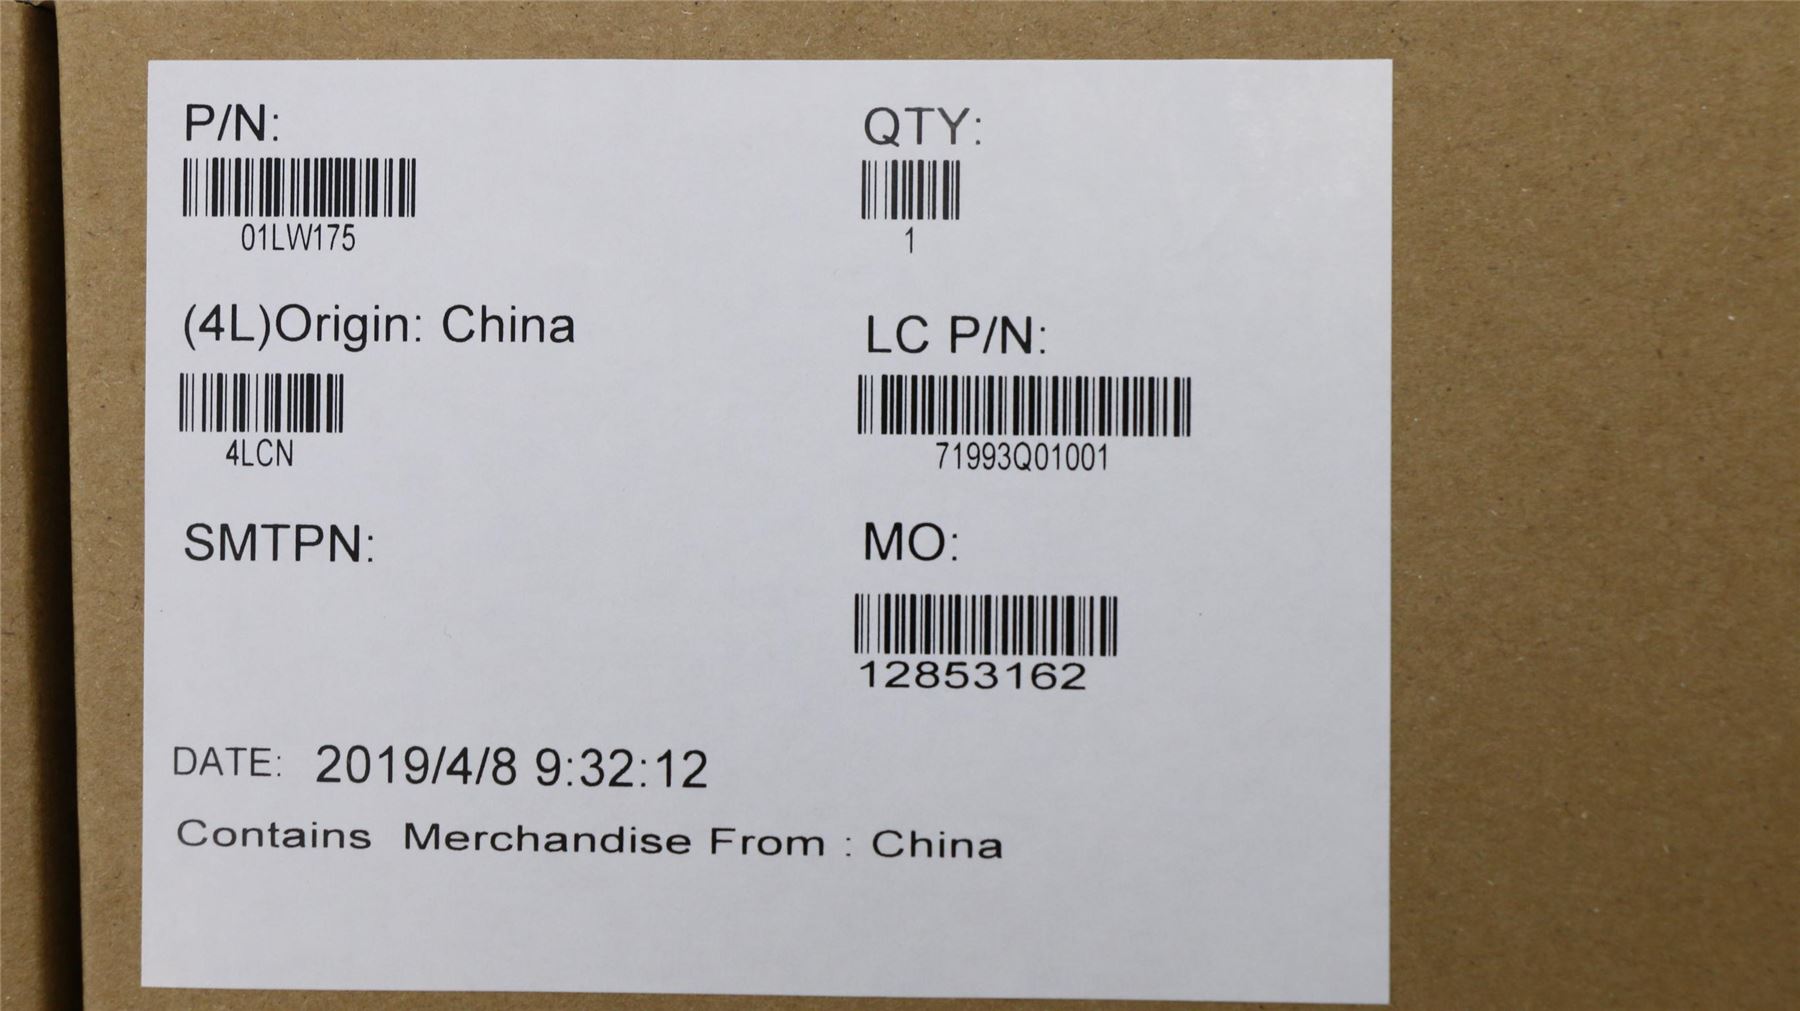 P/N:
QTY:
01LW175
1
(4L)Origin: China
LC P/N:
4LCN
71993Q01001
SMTPN:
MO:
12853162
DATE: 2019/4/8 9:32:12
Contains Merchandise From : China